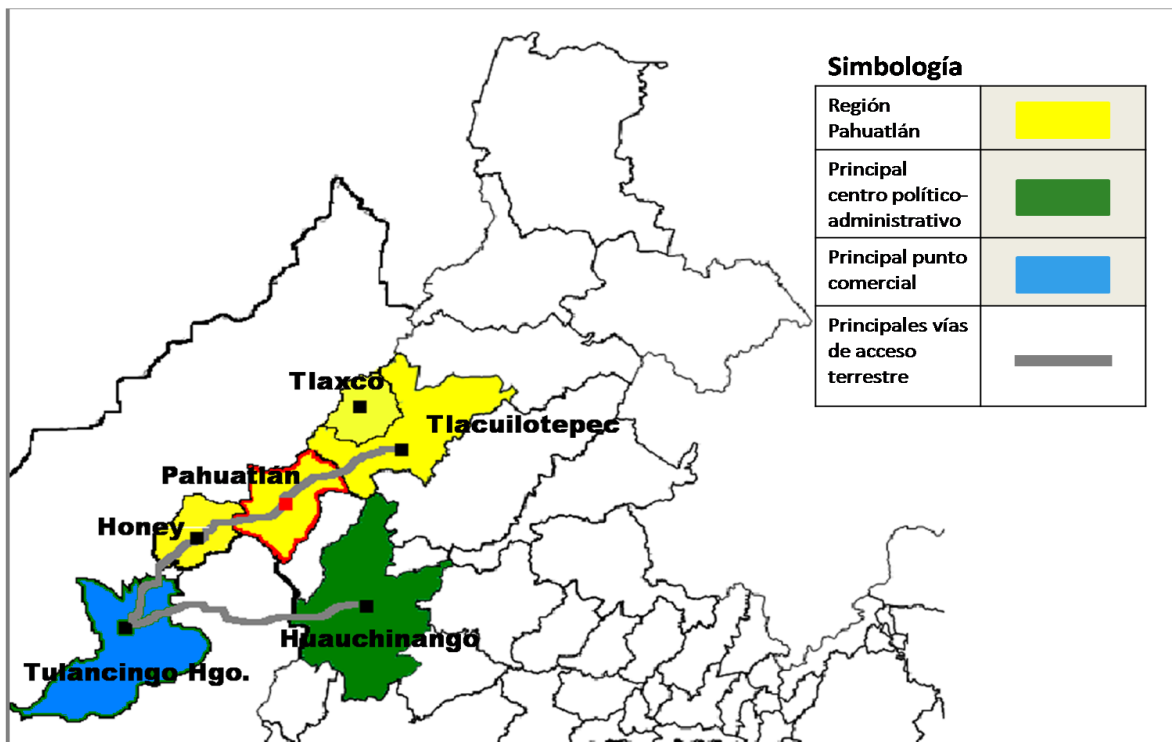 Simbología
Región
Pahuatlán
Principal
centro político-
administrativo
Principal punto
comercial
Principales vías
de acceso
terrestre
Tlaxco
Tlacuilotepec
Pahuatlán
Honey
Huauchinango
Tulancingo Hgo.